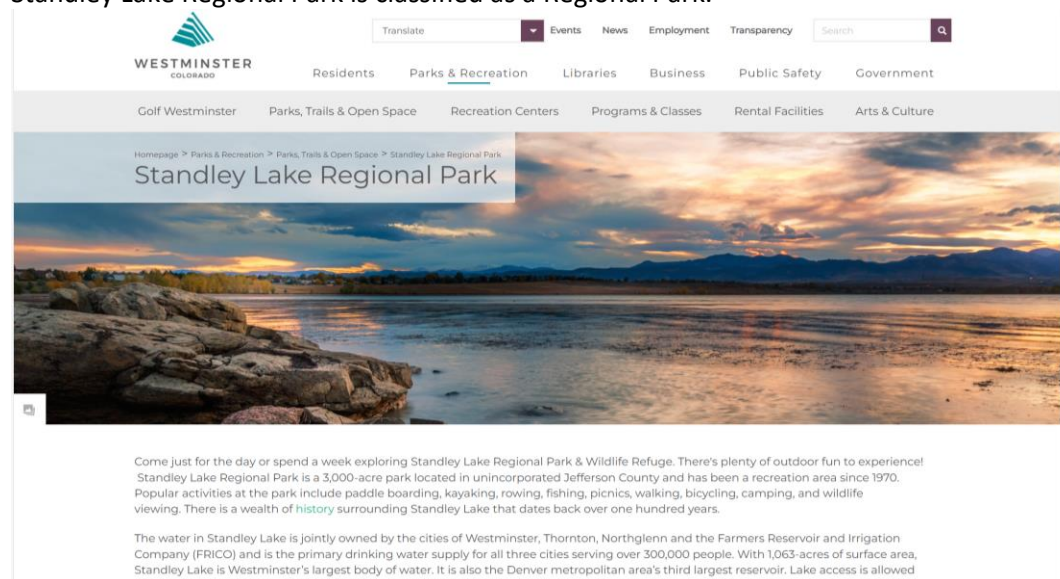 Standley Lake Regional Park is classified as a Regional Park.
Translate
Events News Employment Transparency Search
WESTMINSTER
COLORADO
Residents Parks & Recreation Libraries Business Public Safety Government
Golf Westminster Parks, Trails & Open Space Recreation Centers Programs & Classes Rental Facilities Arts & Culture
Homepage > Parks & Recreation > Parks, Trails & Open Space > Standley Lake Regional Park
Standley Lake Regional Park
Come just for the day or spend a week exploring Standley Lake Regional Park & Wildlife Refuge. There's plenty of outdoor fun to experience!
Standley Lake Regional Park is a 3,000-acre park located in unincorporated Jefferson County and has been a recreation area since 1970.
Popular activities at the park include paddle boarding, kayaking, rowing, fishing, picnics, walking, bicycling, camping, and wildlife
viewing. There is a wealth of history surrounding Standley Lake that dates back over one hundred years.
The water in Standley Lake is jointly owned by the cities of Westminster, Thornton, Northglenn and the Farmers Reservoir and Irrigation
Company (FRICO) and is the primary drinking water supply for all three cities serving over 300,000 people. With 1,063-acres of surface area,
Standley Lake is Westminster's largest body of water. It is also the Denver metropolitan area's third largest reservoir. Lake access is allowed